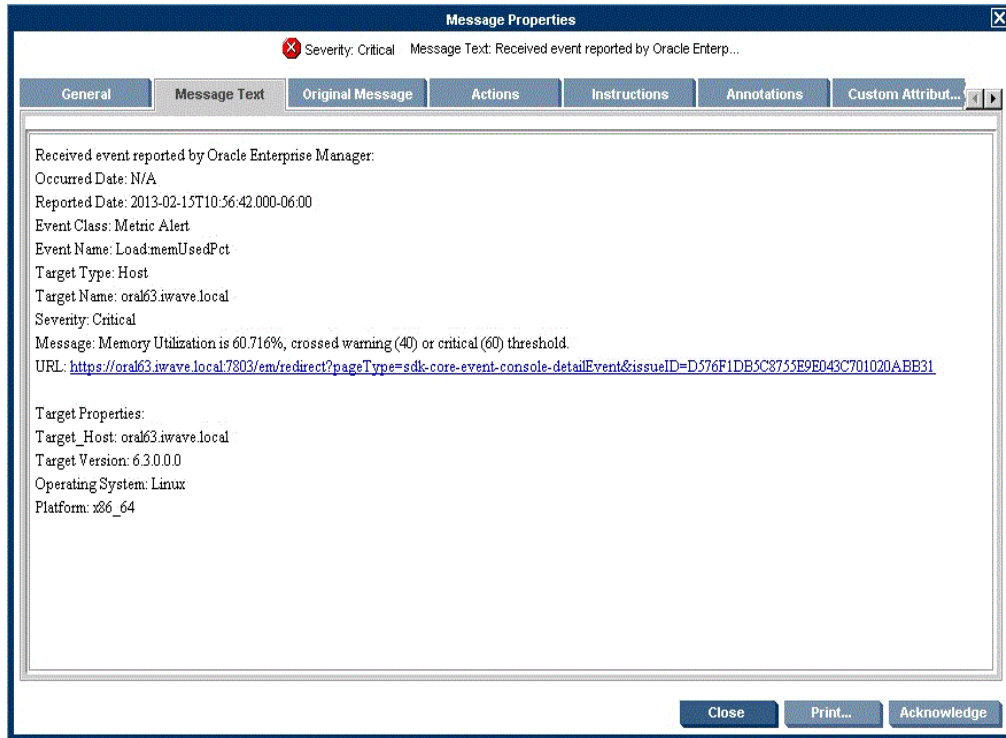 Message Properties
Severity: Critical Message Text: Received event reported by Oracle Enterp...
General Message Text Original Message Actions Instructions Annotations Custom Attribut...
Received event reported by Oracle Enterprise Manager:
Occurred Date: N/A
Reported Date: 2013-02-15T10:56:42.000-06:00
Event Class: Metric Alert
Event Name: Load:memUsedPct
Target Type: Host
Target Name: oral63.iwave.local
Severity: Critical
Message: Memory Utilization is 60.716%, crossed warning (40) or critical (60) threshold.
URL: https://oral63.iwave.local:7803/em/redirect?pageType=sdk-core-event-console-detailEvent&issueID=D576F1DB5C8755E9E043C701020ABB31
Target Properties:
Target_Host: oral63.iwave.local
Target Version: 6.3.0.0.0
Operating System: Linux
Platform: x86_64
Close Print... Acknowledge